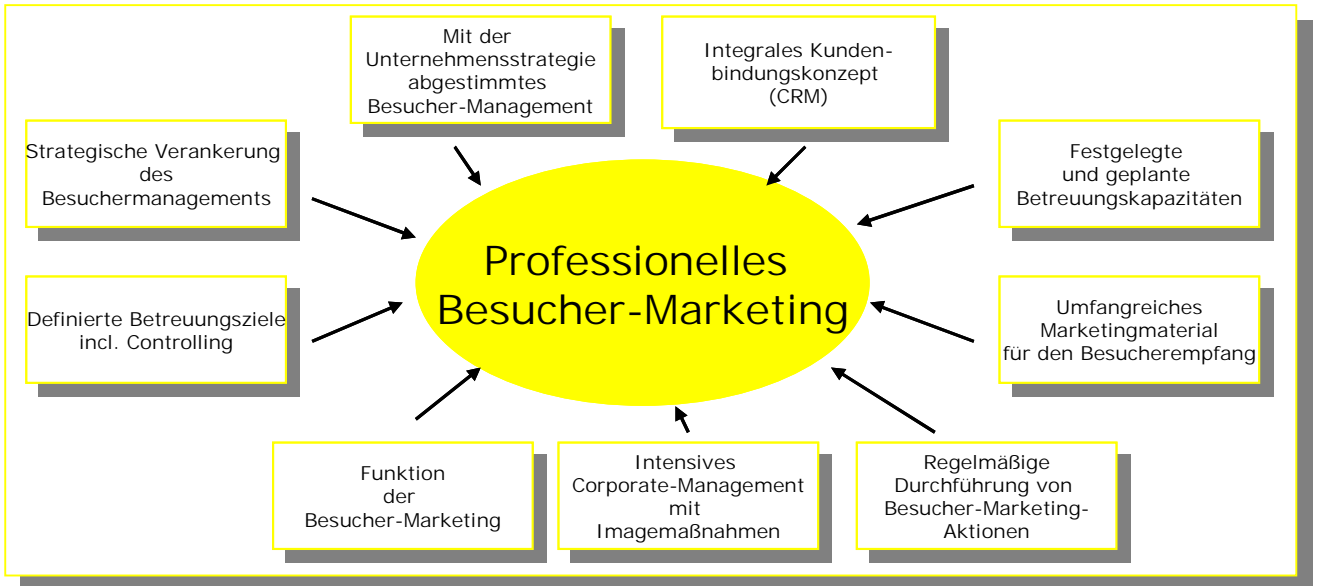 Mit der
Unternehmensstrategie
abgestimmtes
Besucher-Management
Integrales Kunden-
bindungskonzept
(CRM)
Strategische Verankerung
des
Besuchermanagements
Festgelegte
und geplante
Betreuungskapazitäten
Professionelles
Besucher-Marketing
Definierte Betreuungsziele
incl. Controlling
Umfangreiches
Marketingmaterial
für den Besucherempfang
Funktion
der
Besucher-Marketing
Intensives
Corporate-Management
mit
Imagemaßnahmen
Regelmäßige
Durchführung von
Besucher-Marketing-
Aktionen